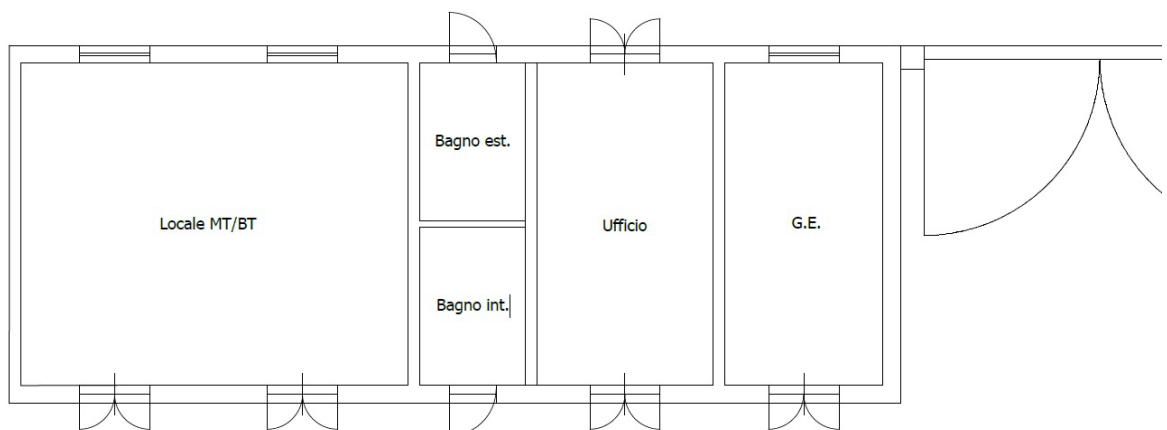 Bagno est.
Locale MT/BT
Ufficio
G.E.
Bagno int.